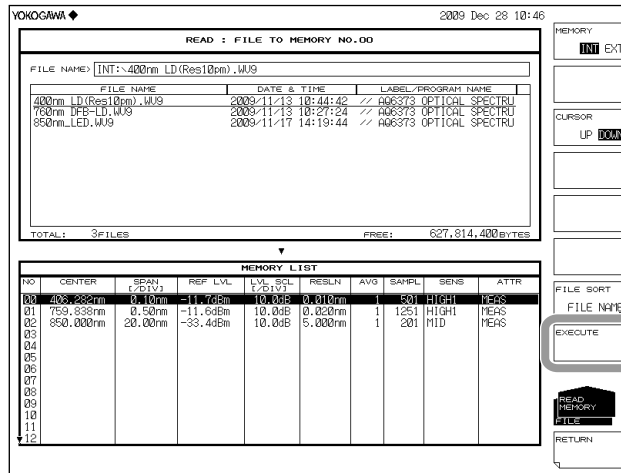 YOKOGAWA ◆ 2009 Dec 28 10:46
READ : FILE TO MEMORY NO.00
FILE NAME> INT:\400nm LD(Res10pm).WV9
FILE NAME DATE & TIME LABEL/PROGRAM NAME
400nm LD(Res10pm).WV9 2009/11/13 10:44:42 // AQ6373 OPTICAL SPECTRU
760nm DFB-LD.WV9 2009/11/13 10:27:24 // AQ6373 OPTICAL SPECTRU
850nm_LED.WV9 2009/11/17 14:19:44 // AQ6373 OPTICAL SPECTRU
TOTAL: 3FILES FREE: 627,814,400BYTES
MEMORY LIST
NO CENTER SPAN [/DIV] REF LVL LVL SCL [/DIV] RESLN AVG SAMPL SENS ATTR
00 406.282nm 0.10nm -11.7dBm 10.0dB 0.010nm 1 501 HIGH1 MEAS
01 759.838nm 0.50nm -11.6dBm 10.0dB 0.020nm 1 1251 HIGH1 MEAS
02 850.000nm 20.00nm -33.4dBm 10.0dB 5.000nm 1 201 MID MEAS
03
04
05
06
07
08
09
10
11
12
MEMORY
INT EXT
CURSOR
UP DOWN
FILE SORT
FILE NAME
EXECUTE
READ
MEMORY
FILE
RETURN